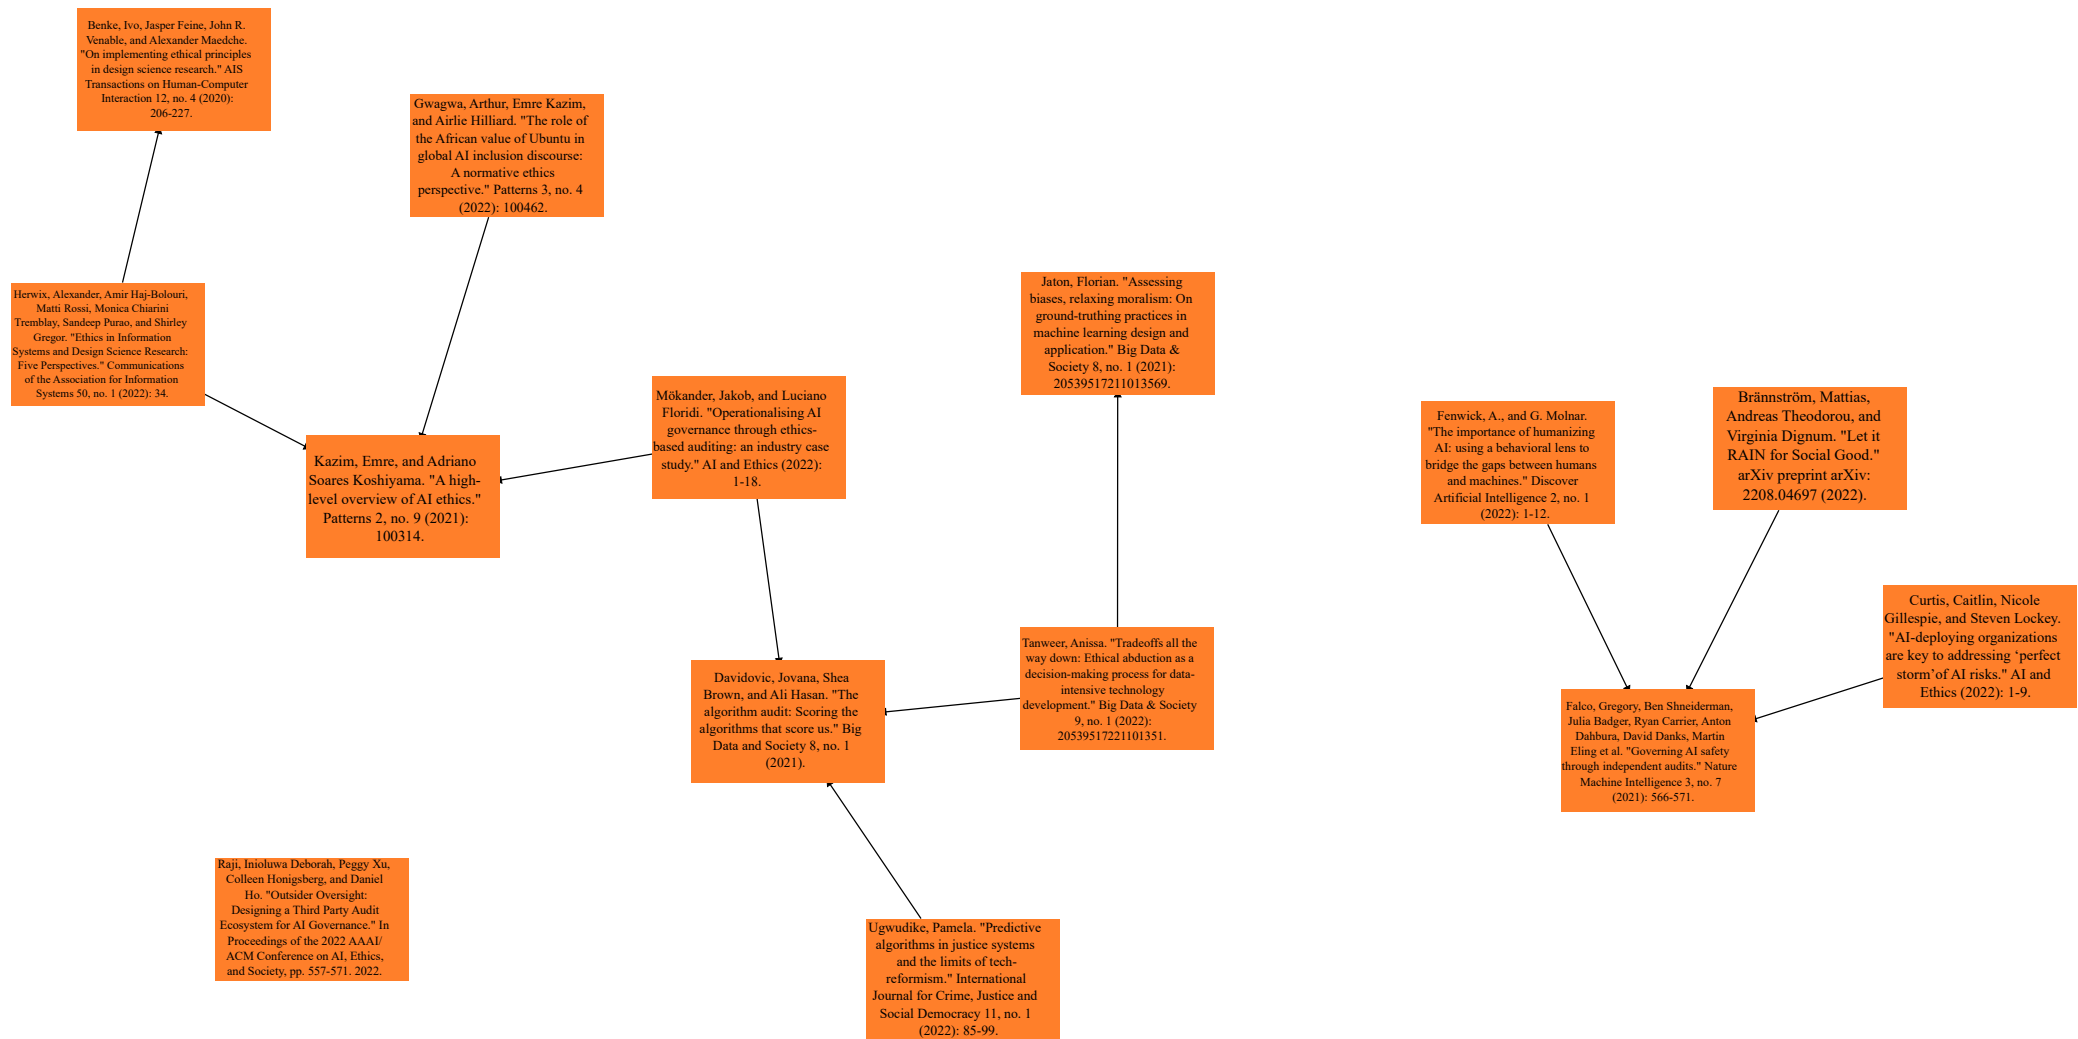 Benke, Ivo, Jasper Feine, John R.
Venable, and Alexander Maedche.
"On implementing ethical principles
in design science research." AIS
Transactions on Human-Computer
Interaction 12, no. 4 (2020):
206-227.
Gwagwa, Arthur, Emre Kazim,
and Airlie Hilliard. "The role of
the African value of Ubuntu in
global AI inclusion discourse:
A normative ethics
perspective." Patterns 3, no. 4
(2022): 100462.
Herwix, Alexander, Amir Haj-Bolouri,
Matti Rossi, Monica Chiarini
Tremblay, Sandeep Purao, and Shirley
Gregor. "Ethics in Information
Systems and Design Science Research:
Five Perspectives." Communications
of the Association for Information
Systems 50, no. 1 (2022): 34.
Jaton, Florian. "Assessing
biases, relaxing moralism: On
ground-truthing practices in
machine learning design and
application." Big Data &
Society 8, no. 1 (2021):
20539517211013569.
Mökander, Jakob, and Luciano
Floridi. "Operationalising AI
governance through ethics-
based auditing: an industry case
study." AI and Ethics (2022):
1-18.
Kazim, Emre, and Adriano
Soares Koshiyama. "A high-
level overview of AI ethics."
Patterns 2, no. 9 (2021):
100314.
Fenwick, A., and G. Molnar.
"The importance of humanizing
AI: using a behavioral lens to
bridge the gaps between humans
and machines." Discover
Artificial Intelligence 2, no. 1
(2022): 1-12.
Brännström, Mattias,
Andreas Theodorou, and
Virginia Dignum. "Let it
RAIN for Social Good."
arXiv preprint arXiv:
2208.04697 (2022).
Curtis, Caitlin, Nicole
Gillespie, and Steven Lockey.
"AI-deploying organizations
are key to addressing ‘perfect
storm’of AI risks." AI and
Ethics (2022): 1-9.
Davidovic, Jovana, Shea
Brown, and Ali Hasan. "The
algorithm audit: Scoring the
algorithms that score us." Big
Data and Society 8, no. 1
(2021).
Tanweer, Anissa. "Tradeoffs all the
way down: Ethical abduction as a
decision-making process for data-
intensive technology
development." Big Data & Society
9, no. 1 (2022):
20539517221101351.
Falco, Gregory, Ben Shneiderman,
Julia Badger, Ryan Carrier, Anton
Dahbura, David Danks, Martin
Eling et al. "Governing AI safety
through independent audits." Nature
Machine Intelligence 3, no. 7
(2021): 566-571.
Raji, Inioluwa Deborah, Peggy Xu,
Colleen Honigsberg, and Daniel
Ho. "Outsider Oversight:
Designing a Third Party Audit
Ecosystem for AI Governance." In
Proceedings of the 2022 AAAI/
ACM Conference on AI, Ethics,
and Society, pp. 557-571. 2022.
Ugwudike, Pamela. "Predictive
algorithms in justice systems
and the limits of tech-
reformism." International
Journal for Crime, Justice and
Social Democracy 11, no. 1
(2022): 85-99.